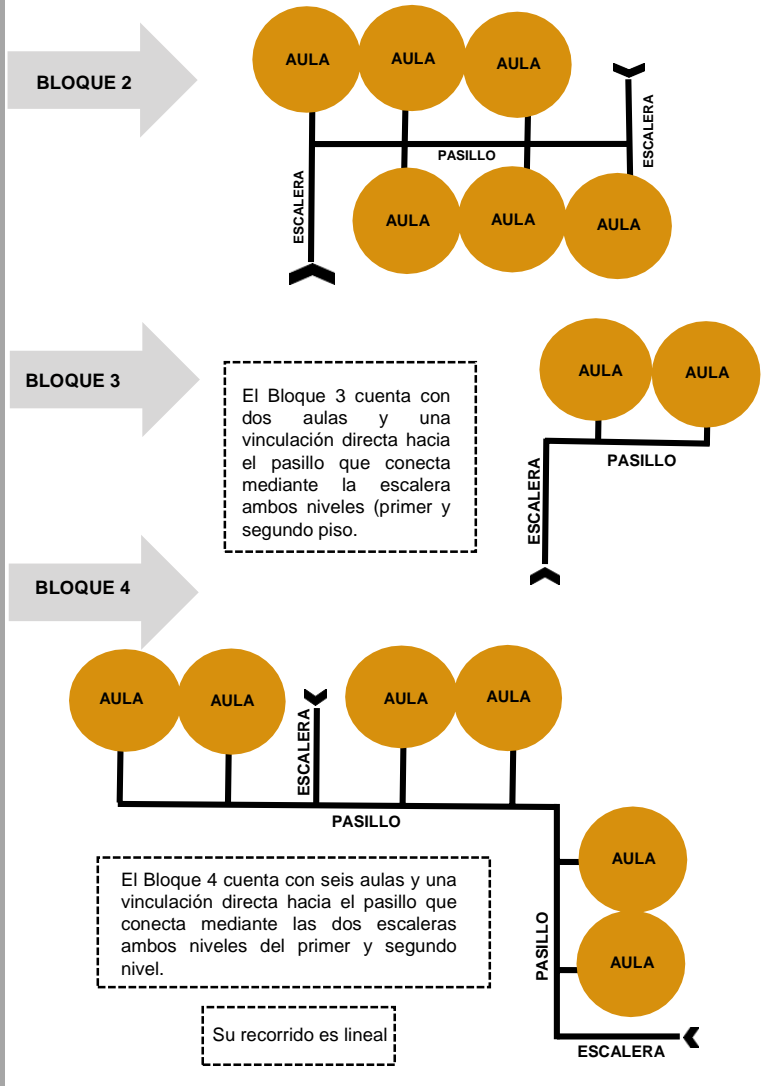 AULA AULA AULA
BLOQUE 2
ESCALERA
PASILLO
ESCALERA
AULA AULA AULA
BLOQUE 3
El Bloque 3 cuenta con
dos aulas y una
vinculación directa hacia
el pasillo que conecta
mediante la escalera
ambos niveles (primer y
segundo piso.
AULA AULA
PASILLO
ESCALERA
BLOQUE 4
AULA AULA
ESCALERA
AULA AULA
PASILLO
El Bloque 4 cuenta con seis aulas y una
vinculación directa hacia el pasillo que
conecta mediante las dos escaleras
ambos niveles del primer y segundo
nivel.
AULA
PASILLO
AULA
Su recorrido es lineal
ESCALERA